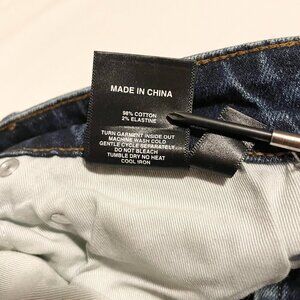 MADE IN CHINA
98% COTTON
2% ELASTINE
TURN GARMENT INSIDE OUT
MACHINE WASH COLD
GENTLE CYCLE SEPARATELY
DO NOT BLEACH
TUMBLE DRY NO HEAT
COOL IRON